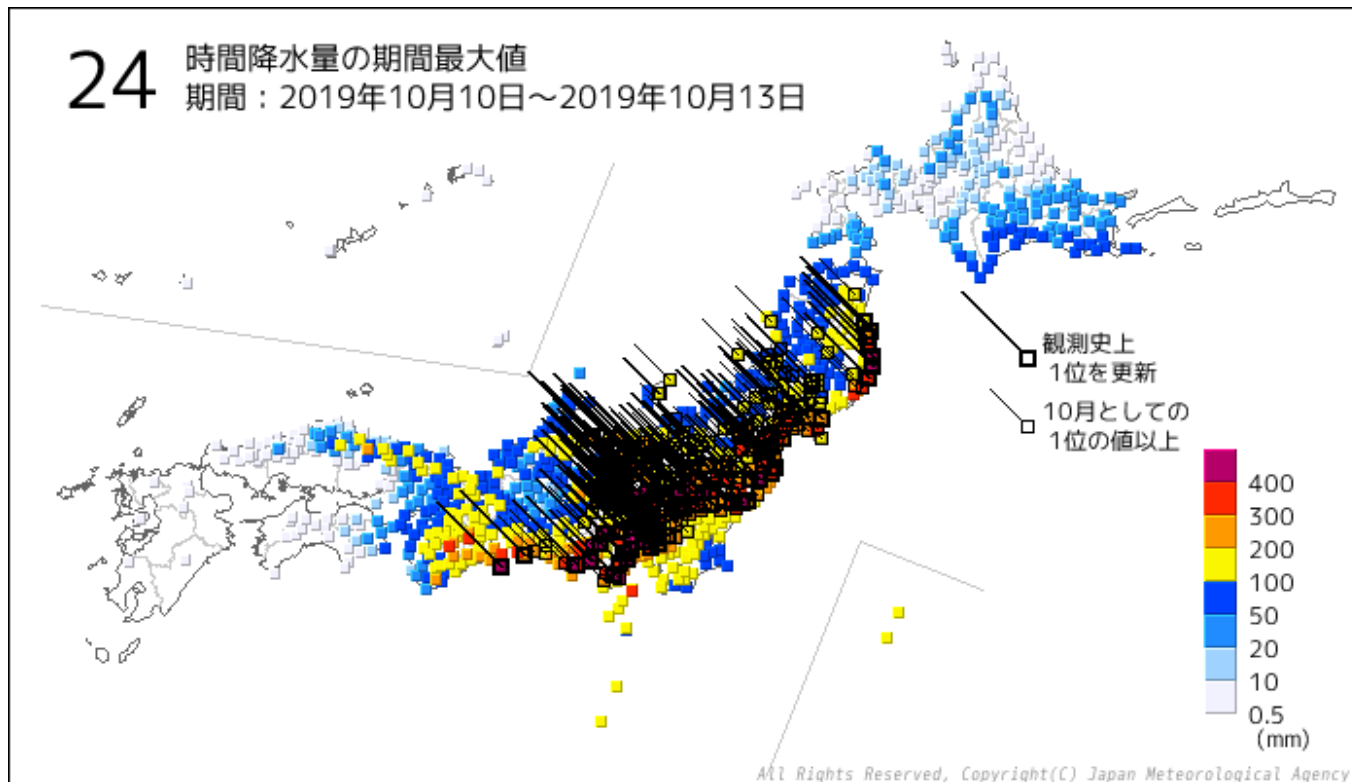 24 時間降水量の期間最大値
期間：2019年10月10日～2019年10月13日
観測史上
1位を更新
10月としての
1位の値以上
400
300
200
100
50
20
10
0.5
(mm)
All Rights Reserved, Copyright(C) Japan Meteorological Agency